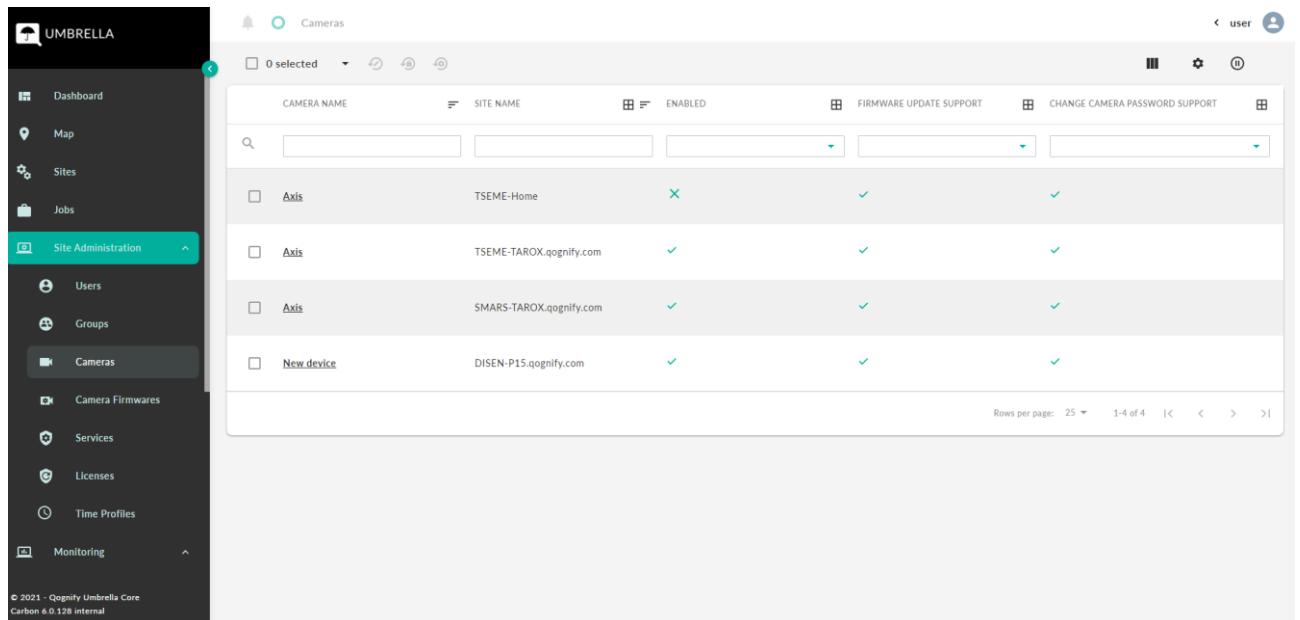 UMBRELLA
Cameras
user
0 selected
Dashboard
Map
Sites
Jobs
Site Administration
Users
Groups
Cameras
Camera Firmwares
Services
Licenses
Time Profiles
Monitoring
© 2021 - Qognify Umbrella Core
Carbon 6.0.128 internal
CAMERA NAME SITE NAME ENABLED FIRMWARE UPDATE SUPPORT CHANGE CAMERA PASSWORD SUPPORT
Axis TSEME-Home
Axis TSEME-TAROX.qognify.com
Axis SMARS-TAROX.qognify.com
New device DISEN-P15.qognify.com
Rows per page: 25 1-4 of 4